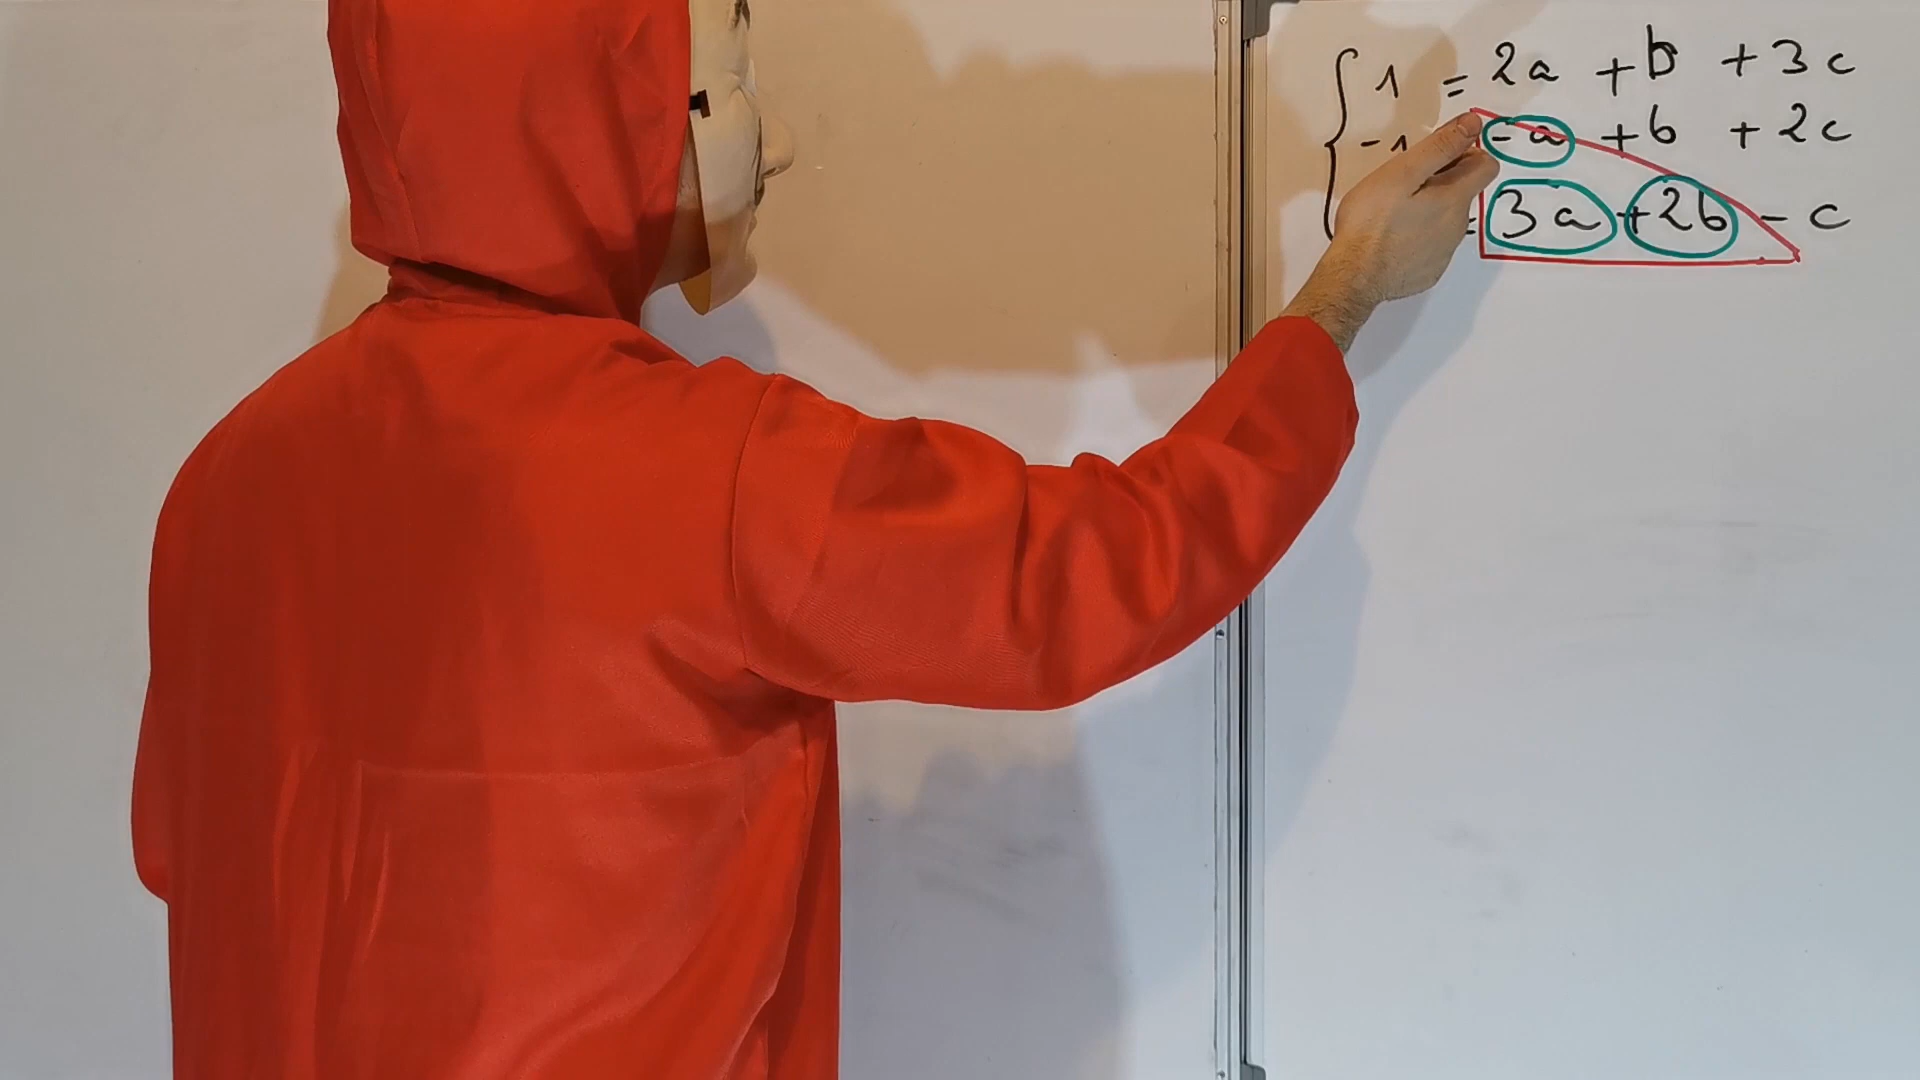 1 = 2a + b + 3c
-1 -a + b + 2c
= 3a + 2b - c